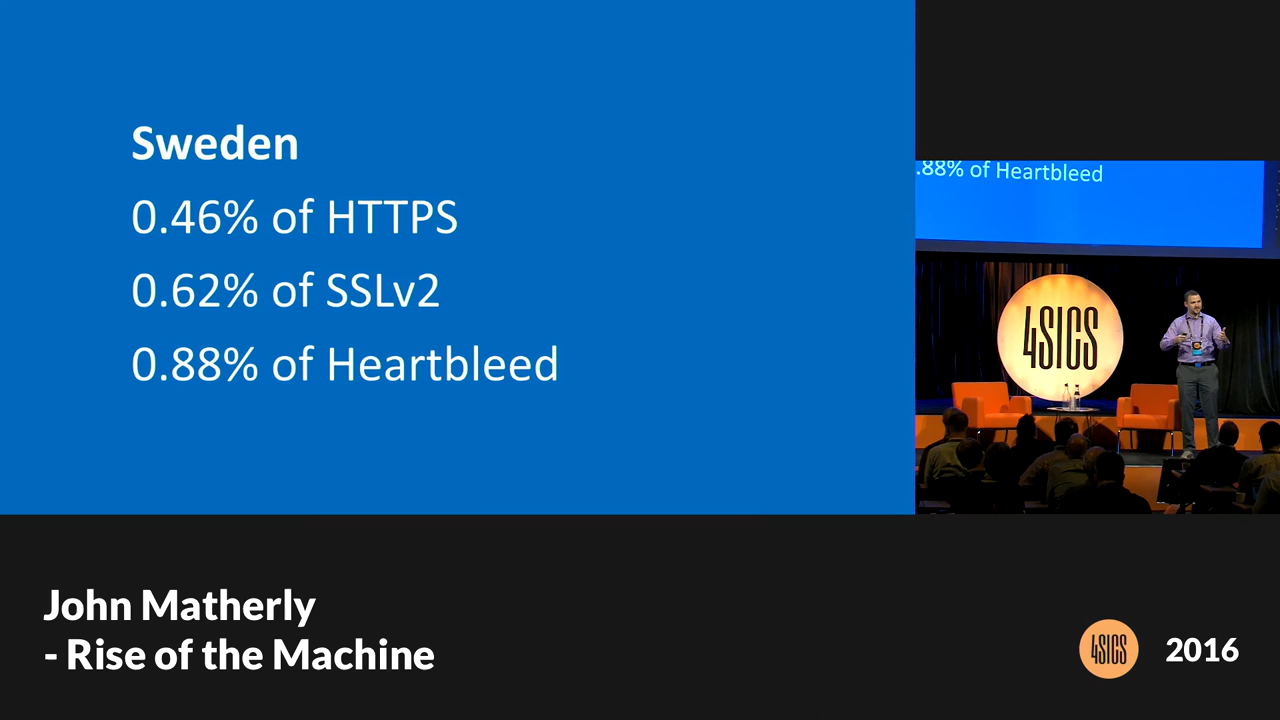 Sweden
0.46% of HTTPS
0.62% of SSLv2
0.88% of Heartbleed
.88% of Heartbleed
4SICS
John Matherly
- Rise of the Machine
4SICS
2016